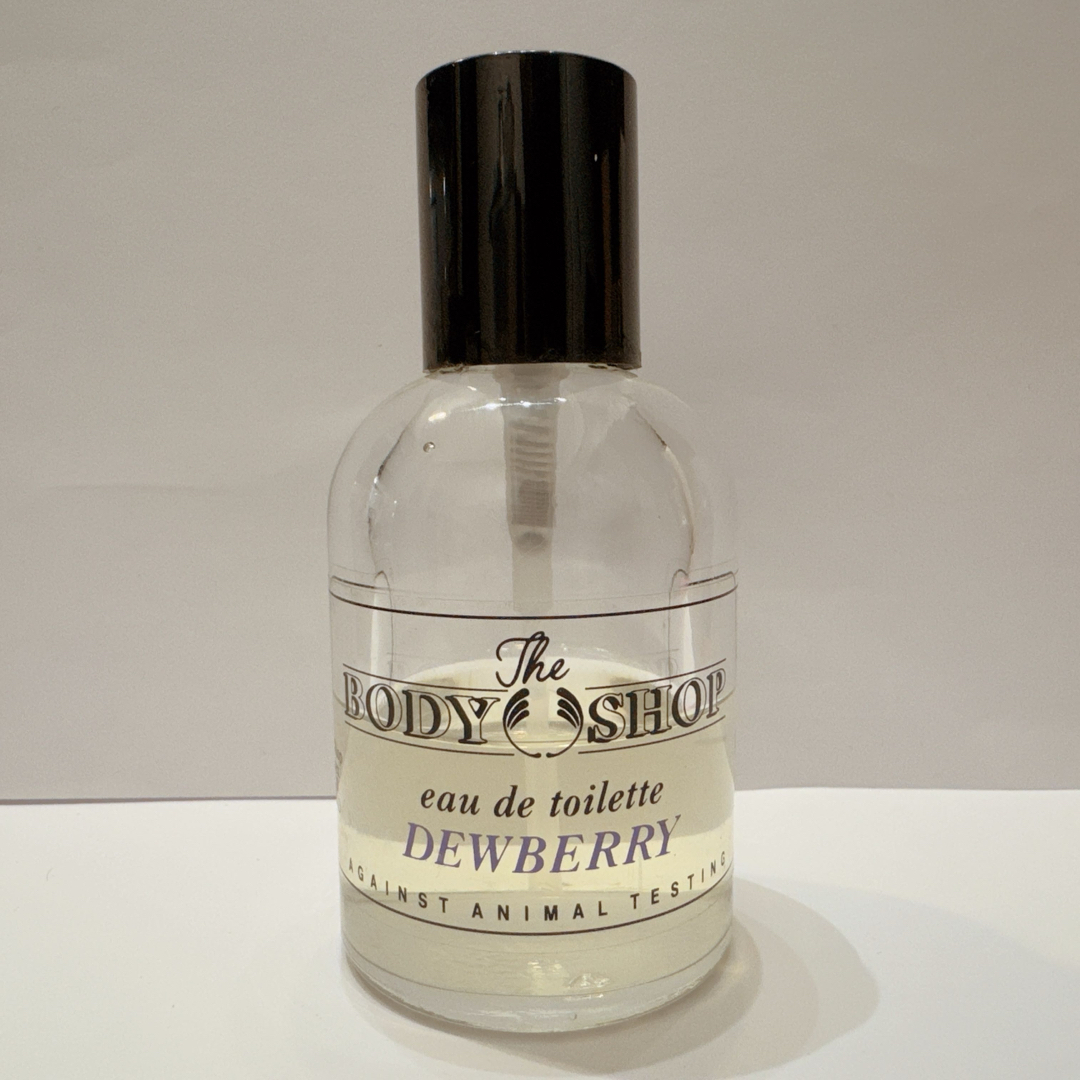 The
BODY SHOP
eau de toilette
DEWBERRY
AGAINST ANIMAL TESTING